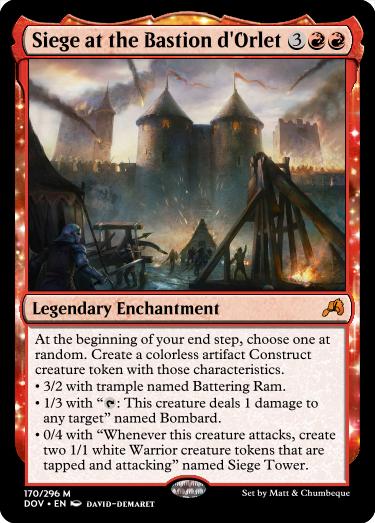 Siege at the Bastion d'Orlet 3
Legendary Enchantment
At the beginning of your end step, choose one at
random. Create a colorless artifact Construct
creature token with those characteristics.
• 3/2 with trample named Battering Ram.
• 1/3 with “: This creature deals 1 damage to
any target” named Bombard.
• 0/4 with “Whenever this creature attacks, create
two 1/1 white Warrior creature tokens that are
tapped and attacking” named Siege Tower.
170/296 M
DOV • EN DAVID-DEMARET
Set by Matt & Chumbeque